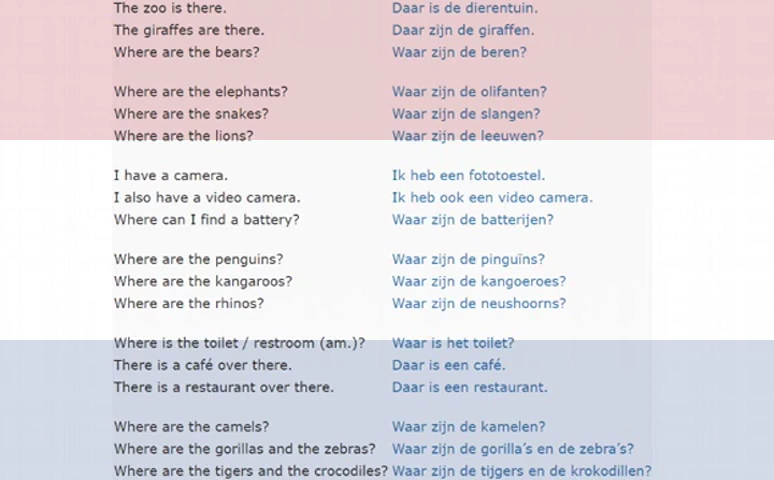 The zoo is there. Daar is de dierentuin.
The giraffes are there. Daar zijn de giraffen.
Where are the bears? Waar zijn de beren?
Where are the elephants? Waar zijn de olifanten?
Where are the snakes? Waar zijn de slangen?
Where are the lions? Waar zijn de leeuwen?
I have a camera. Ik heb een fototoestel.
I also have a video camera. Ik heb ook een video camera.
Where can I find a battery? Waar zijn de batterijen?
Where are the penguins? Waar zijn de pinguïns?
Where are the kangaroos? Waar zijn de kangoeroes?
Where are the rhinos? Waar zijn de neushoorns?
Where is the toilet / restroom (am.)? Waar is het toilet?
There is a café over there. Daar is een café.
There is a restaurant over there. Daar is een restaurant.
Where are the camels? Waar zijn de kamelen?
Where are the gorillas and the zebras? Waar zijn de gorilla's en de zebra's?
Where are the tigers and the crocodiles? Waar zijn de tijgers en de krokodillen?